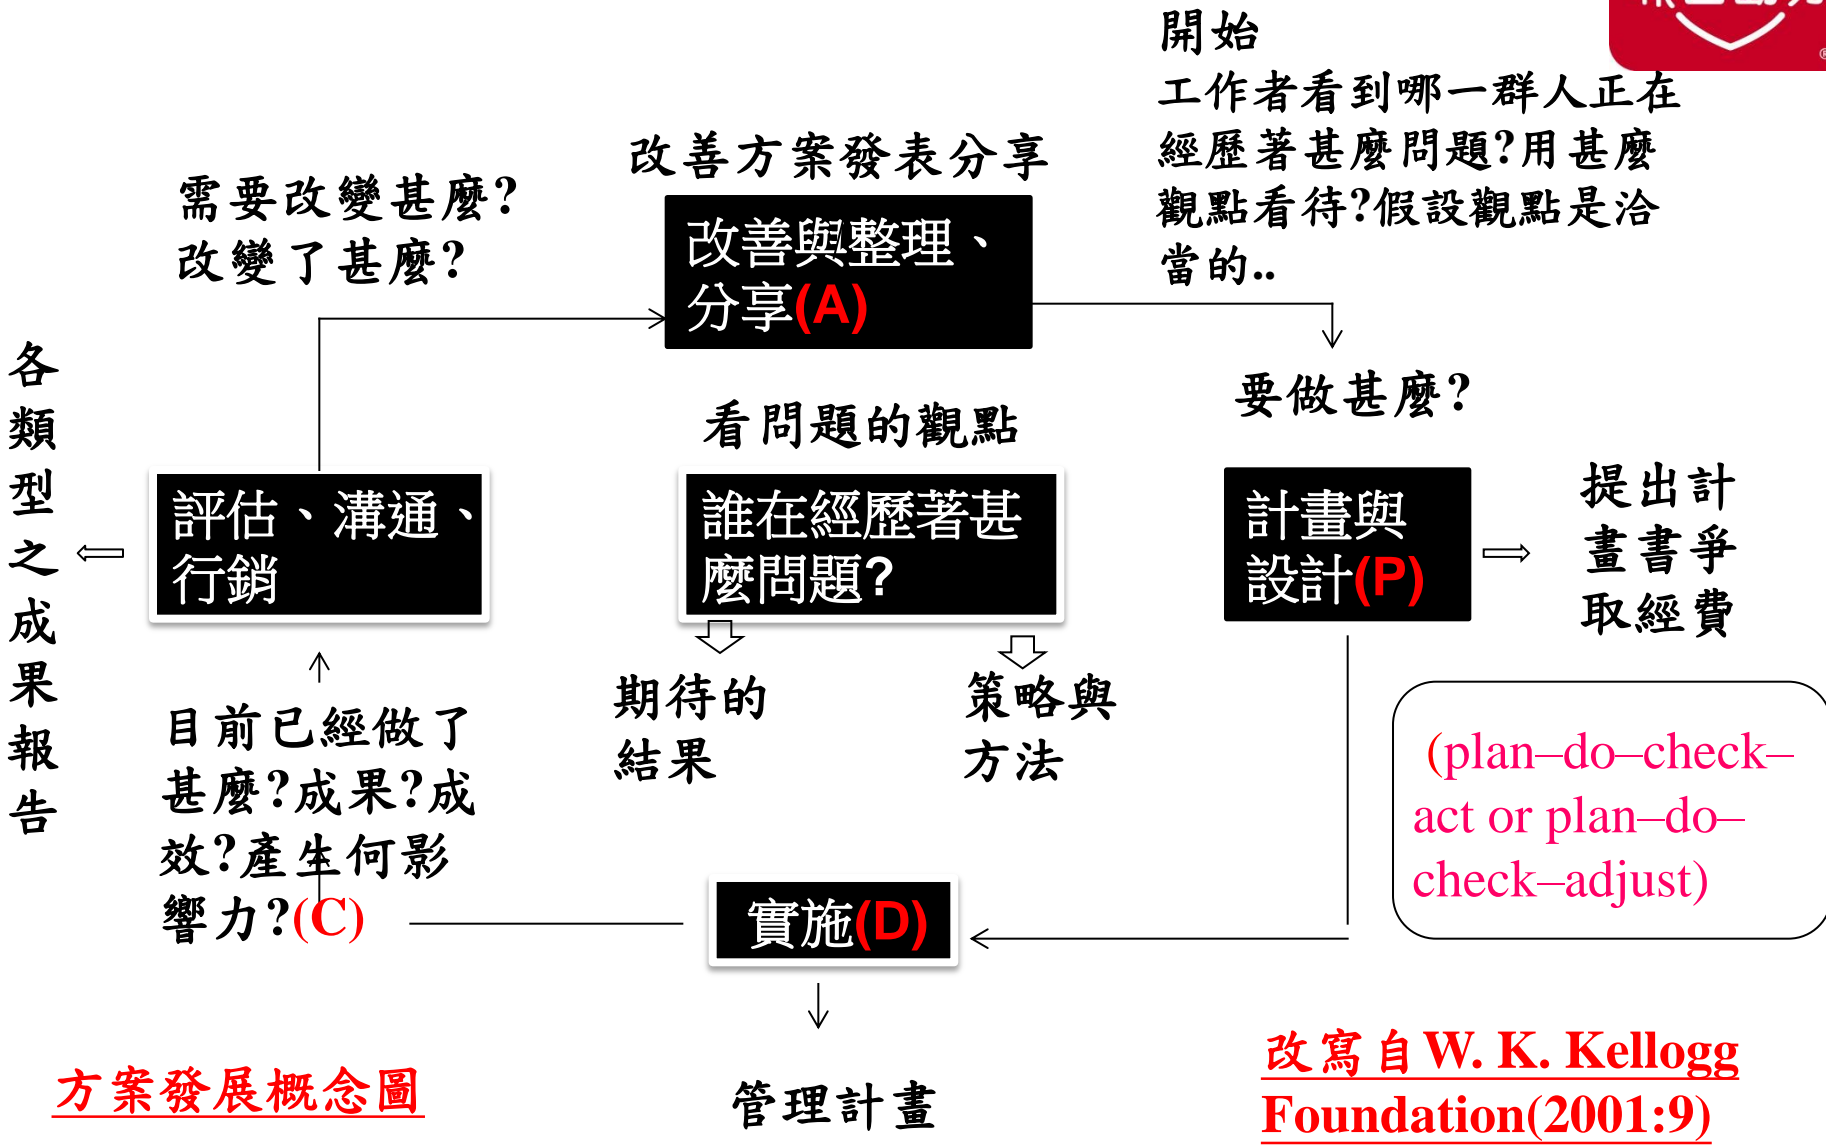 開始
工作者看到哪一群人正在
經歷著甚麼問題?用甚麼
觀點看待?假設觀點是洽
當的..
改善方案發表分享
需要改變甚麼?
改變了甚麼?
改善與整理、
分享(A)
要做甚麼?
看問題的觀點
各類型之成果報告
評估、溝通、
行銷
誰在經歷著甚
麼問題?
計畫與
設計(P)
提出計
畫書爭
取經費
期待的
結果
策略與
方法
目前已經做了
甚麼?成果?成
效?產生何影
響力?(C)
(plan–do–check–
act or plan–do–
check–adjust)
實施(D)
管理計畫
方案發展概念圖
改寫自W. K. Kellogg
Foundation(2001:9)